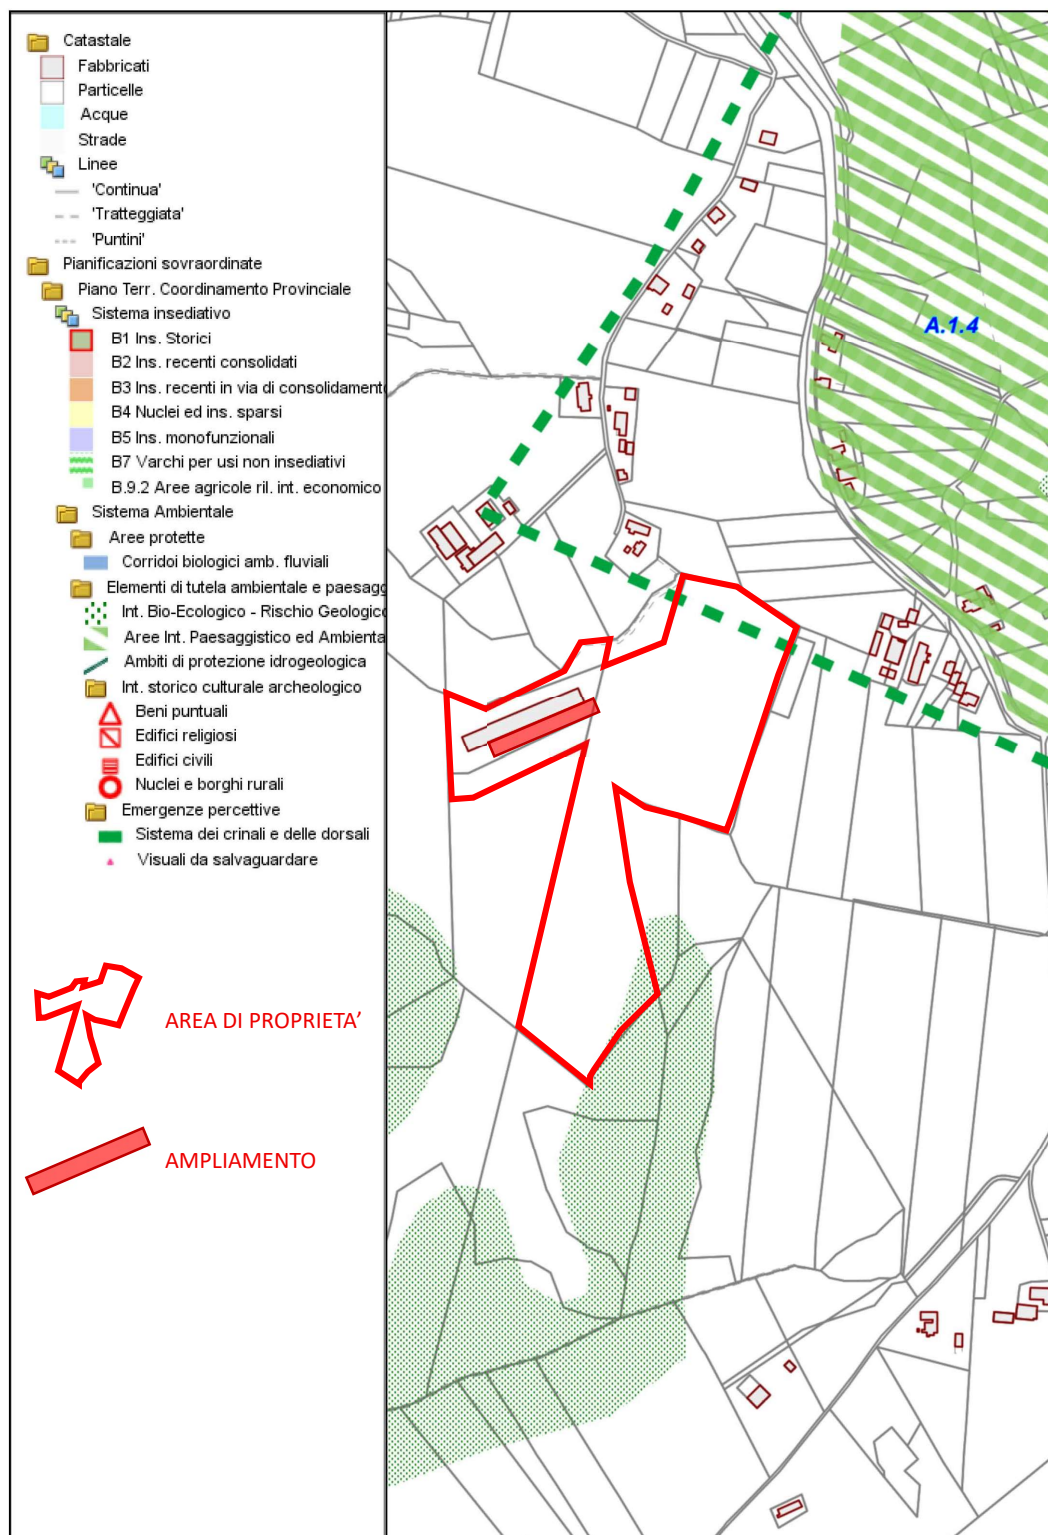 Catastale
Fabbricati
Particelle
Acque
Strade
Linee
'Continua'
'Tratteggiata'
'Puntini'
Pianificazioni sovraordinate
Piano Terr. Coordinamento Provinciale
Sistema insediativo
B1 Ins. Storici
B2 Ins. recenti consolidati
B3 Ins. recenti in via di consolidament
B4 Nuclei ed ins. sparsi
B5 Ins. monofunzionali
B7 Varchi per usi non insediativi
B.9.2 Aree agricole ril. int. economico
Sistema Ambientale
Aree protette
Corridoi biologici amb. fluviali
Elementi di tutela ambientale e paesagg
Int. Bio-Ecologico - Rischio Geologico
Aree Int. Paesaggistico ed Ambienta
Ambiti di protezione idrogeologica
Int. storico culturale archeologico
Beni puntuali
Edifici religiosi
Edifici civili
Nuclei e borghi rurali
Emergenze percettive
Sistema dei crinali e delle dorsali
Visuali da salvaguardare
AREA DI PROPRIETA'
AMPLIAMENTO
A.1.4